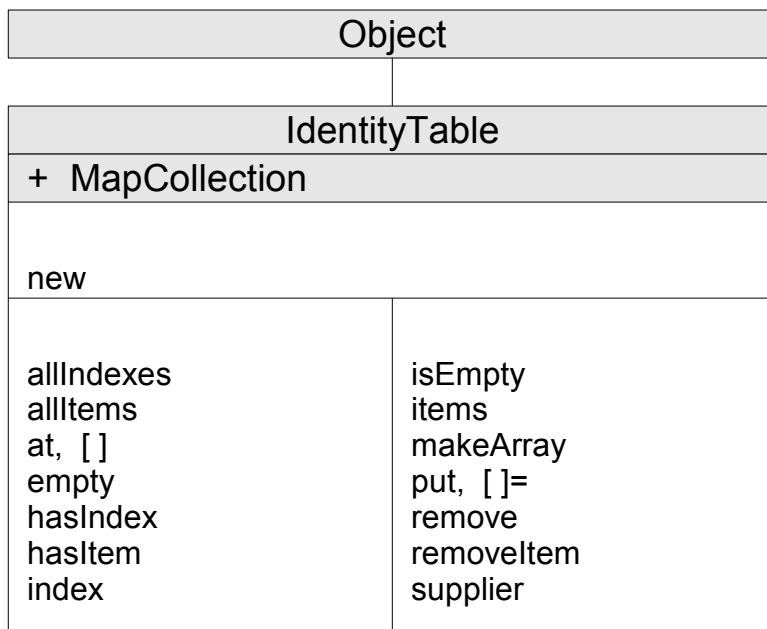 Object
IdentityTable
+ MapCollection
new
allIndexes
allItems
at, [ ]
empty
hasIndex
hasItem
index
isEmpty
items
makeArray
put, [ ]=
remove
removeItem
supplier